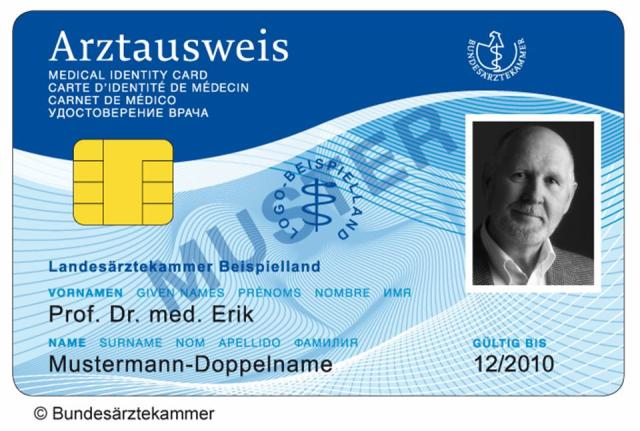 Arztausweis
MEDICAL IDENTITY CARD
CARTE D'IDENTITÉ DE MÉDECIN
CARNET DE MÉDICO
УДОСТОВЕРЕНИЕ ВРАЧА
BUNDESÄRZTEKAMMER
MUSTER
LOGO-BEISPIELLAND
Landesärztekammer Beispielland
VORNAMEN GIVEN NAMES PRÉNOMS NOMBRE ИМЯ
Prof. Dr. med. Erik
NAME SURNAME NOM APELLIDO ФАМИЛИЯ
Mustermann-Doppelname
GÜLTIG BIS
12/2010
© Bundesärztekammer